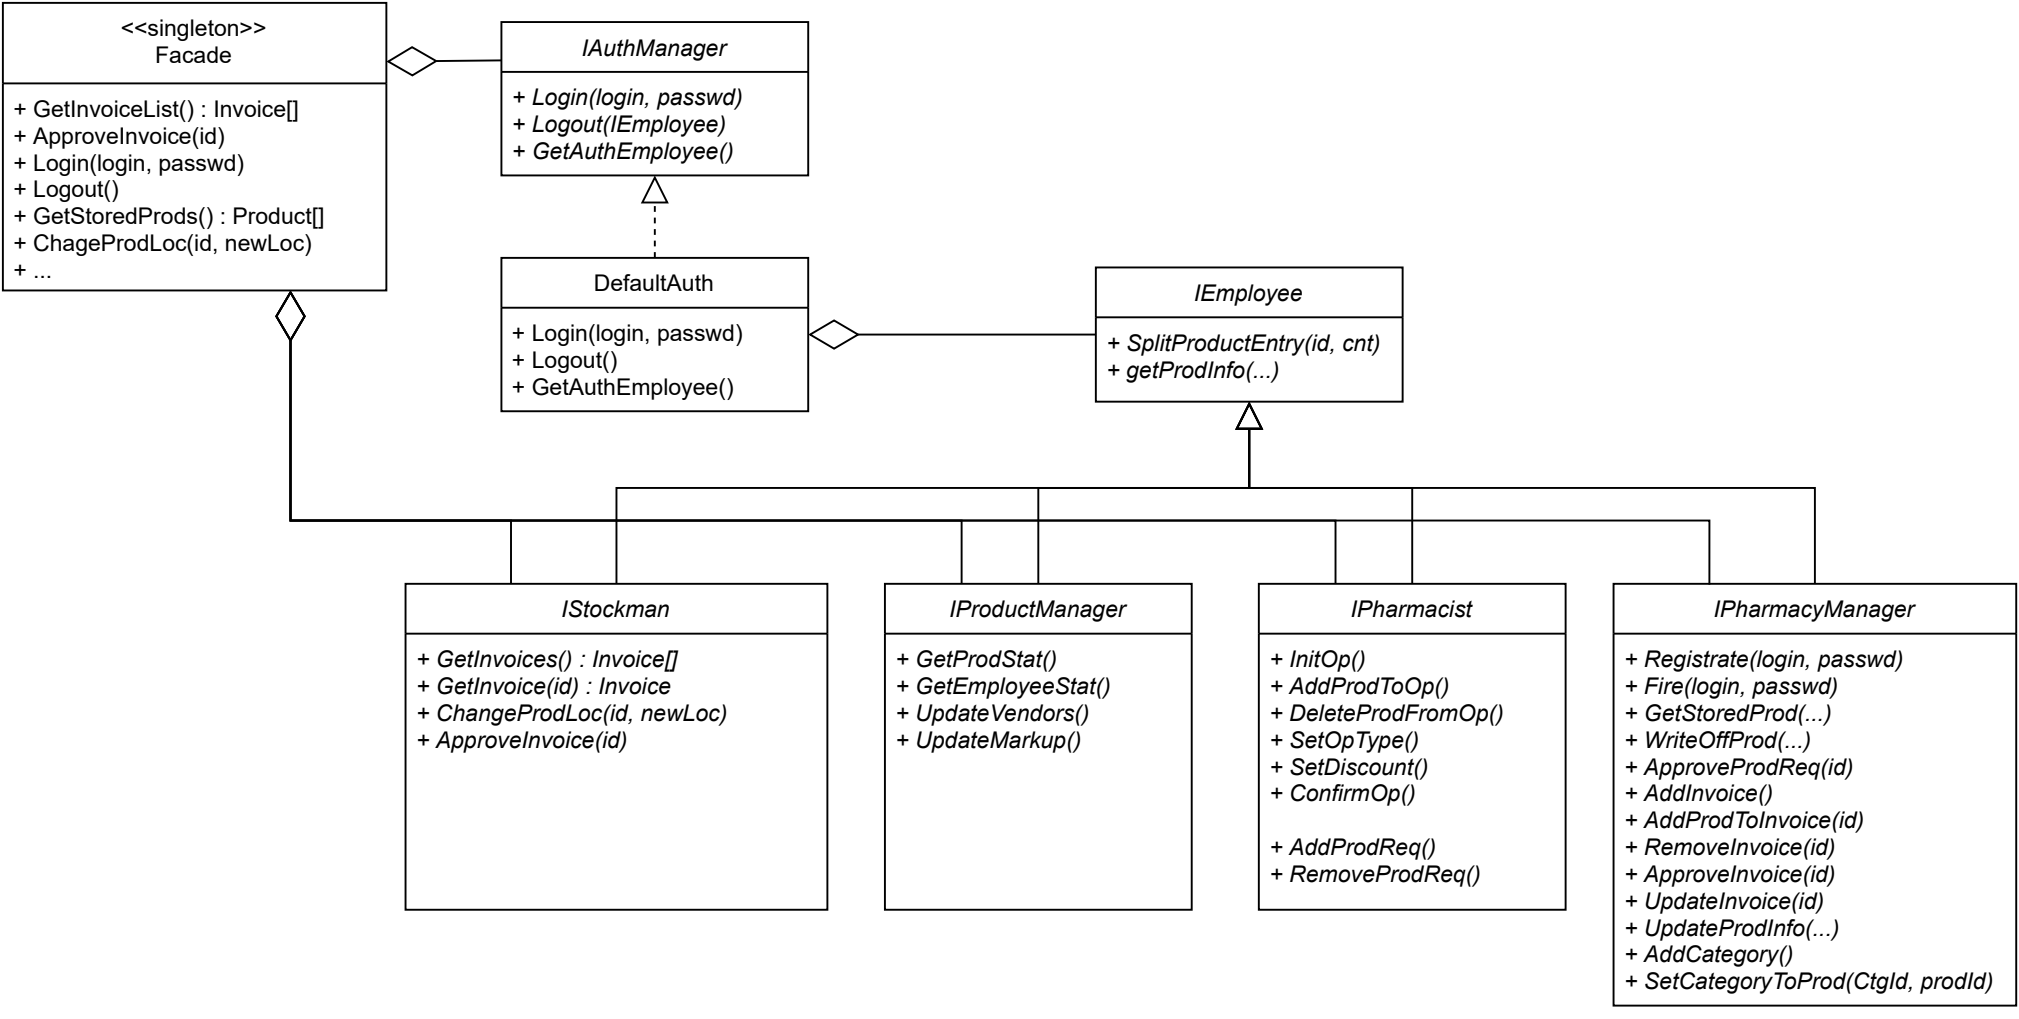 <<singleton>>
Facade
+ GetInvoiceList() : Invoice[]
+ ApproveInvoice(id)
+ Login(login, passwd)
+ Logout()
+ GetStoredProds() : Product[]
+ ChageProdLoc(id, newLoc)
+ ...
IAuthManager
+ Login(login, passwd)
+ Logout(IEmployee)
+ GetAuthEmployee()
DefaultAuth
+ Login(login, passwd)
+ Logout()
+ GetAuthEmployee()
IEmployee
+ SplitProductEntry(id, cnt)
+ getProdInfo(...)
IStockman
+ GetInvoices() : Invoice[]
+ GetInvoice(id) : Invoice
+ ChangeProdLoc(id, newLoc)
+ ApproveInvoice(id)
IProductManager
+ GetProdStat()
+ GetEmployeeStat()
+ UpdateVendors()
+ UpdateMarkup()
IPharmacist
+ InitOp()
+ AddProdToOp()
+ DeleteProdFromOp()
+ SetOpType()
+ SetDiscount()
+ ConfirmOp()
+ AddProdReq()
+ RemoveProdReq()
IPharmacyManager
+ Registrate(login, passwd)
+ Fire(login, passwd)
+ GetStoredProd(...)
+ WriteOffProd(...)
+ ApproveProdReq(id)
+ AddInvoice()
+ AddProdToInvoice(id)
+ RemoveInvoice(id)
+ ApproveInvoice(id)
+ UpdateInvoice(id)
+ UpdateProdInfo(...)
+ AddCategory()
+ SetCategoryToProd(CtgId, prodId)